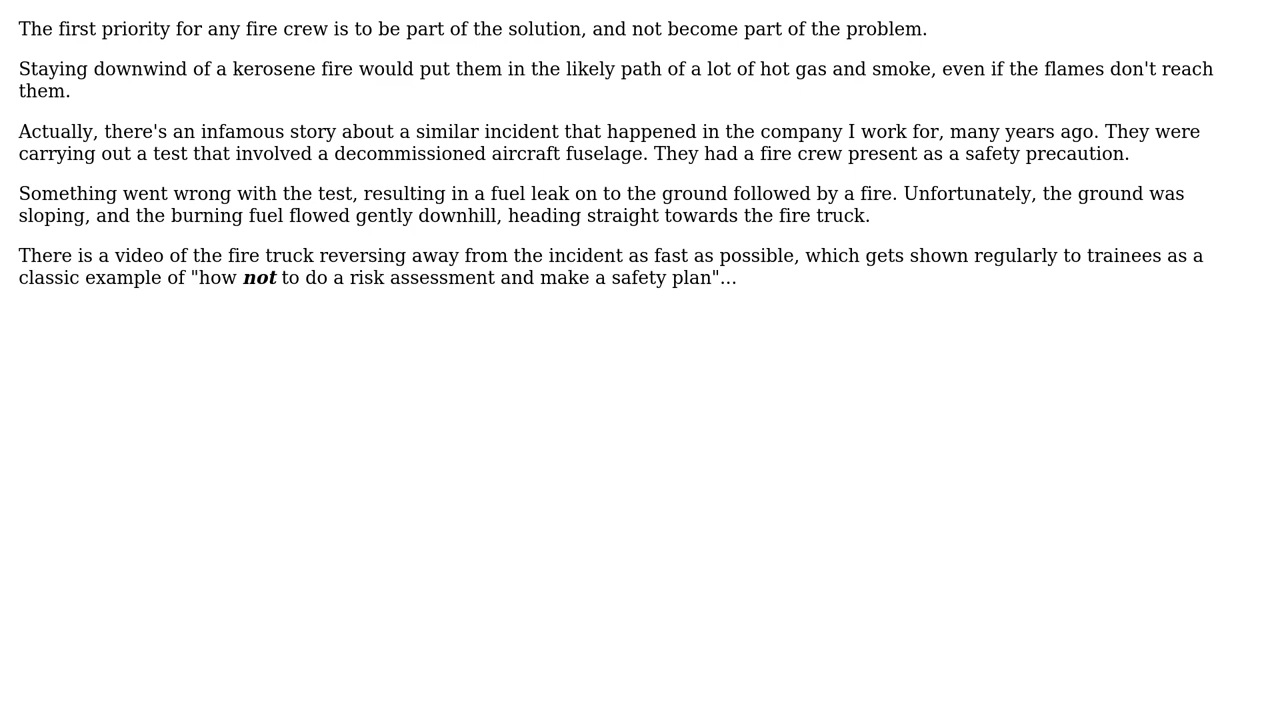 The first priority for any fire crew is to be part of the solution, and not become part of the problem.
Staying downwind of a kerosene fire would put them in the likely path of a lot of hot gas and smoke, even if the flames don't reach
them.
Actually, there's an infamous story about a similar incident that happened in the company I work for, many years ago. They were
carrying out a test that involved a decommissioned aircraft fuselage. They had a fire crew present as a safety precaution.
Something went wrong with the test, resulting in a fuel leak on to the ground followed by a fire. Unfortunately, the ground was
sloping, and the burning fuel flowed gently downhill, heading straight towards the fire truck.
There is a video of the fire truck reversing away from the incident as fast as possible, which gets shown regularly to trainees as a
classic example of "how not to do a risk assessment and make a safety plan"...